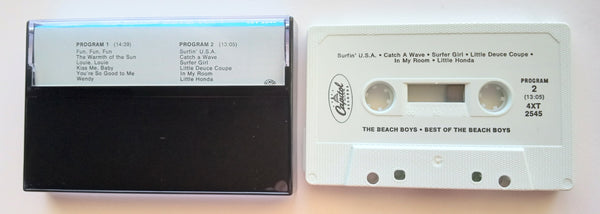 PROGRAM 1 (14:39)
Fun, Fun, Fun
The Warmth of the Sun
Louie, Louie
Kiss Me, Baby
You're So Good to Me
Wendy
PROGRAM 2 (13:05)
Surfin' U.S.A.
Catch a Wave
Surfer Girl
Little Deuce Coupe
In My Room
Little Honda
Surfin' U.S.A. • Catch A Wave • Surfer Girl • Little Deuce Coupe •
In My Room • Little Honda
Capitol
RECORDS
PROGRAM
2
(13:05)
4XT
2545
THE BEACH BOYS • BEST OF THE BEACH BOYS